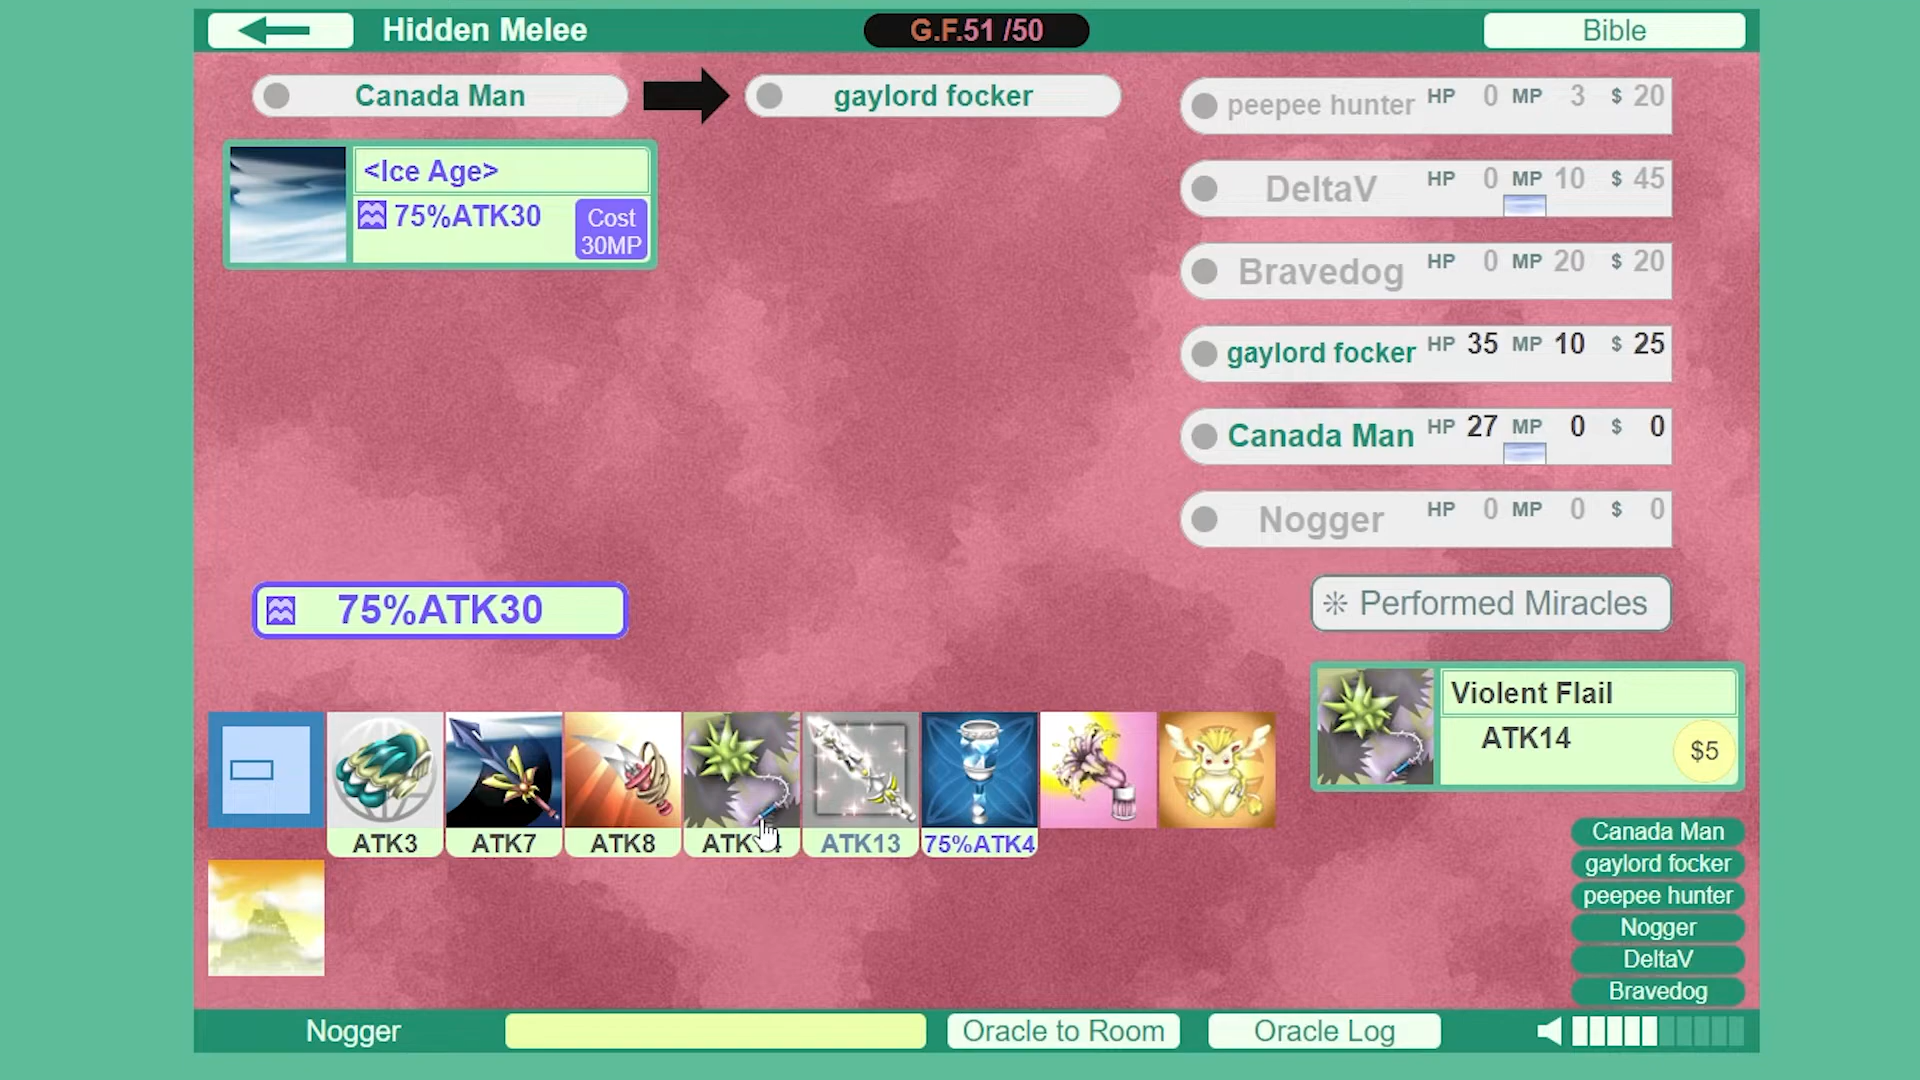 Hidden Melee
G.F.51 /50
Bible
Canada Man
gaylord focker
<Ice Age>
75%ATK30
Cost
30MP
peepee hunter HP 0 MP 3 $ 20
DeltaV HP 0 MP 10 $ 45
Bravedog HP 0 MP 20 $ 20
gaylord focker HP 35 MP 10 $ 25
Canada Man HP 27 MP 0 $ 0
Nogger HP 0 MP 0 $ 0
75%ATK30
Performed Miracles
Violent Flail
ATK14
$5
ATK3
ATK7
ATK8
ATK13
75%ATK4
Canada Man
gaylord focker
peepee hunter
Nogger
DeltaV
Bravedog
Nogger
Oracle to Room
Oracle Log